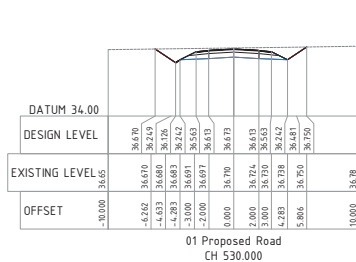 DATUM 34.00
DESIGN LEVEL 36.670 36.249 36.126 36.242 36.563 36.613 36.673 36.613 36.563 36.242 36.481 36.750
EXISTING LEVEL 36.65 36.670 36.680 36.683 36.691 36.697 36.710 36.724 36.730 36.738 36.750 36.78
OFFSET -10.000 -6.262 -4.633 -4.283 -3.000 -2.000 0.000 2.000 3.000 4.283 5.806 10.000
01 Proposed Road
CH 530.000